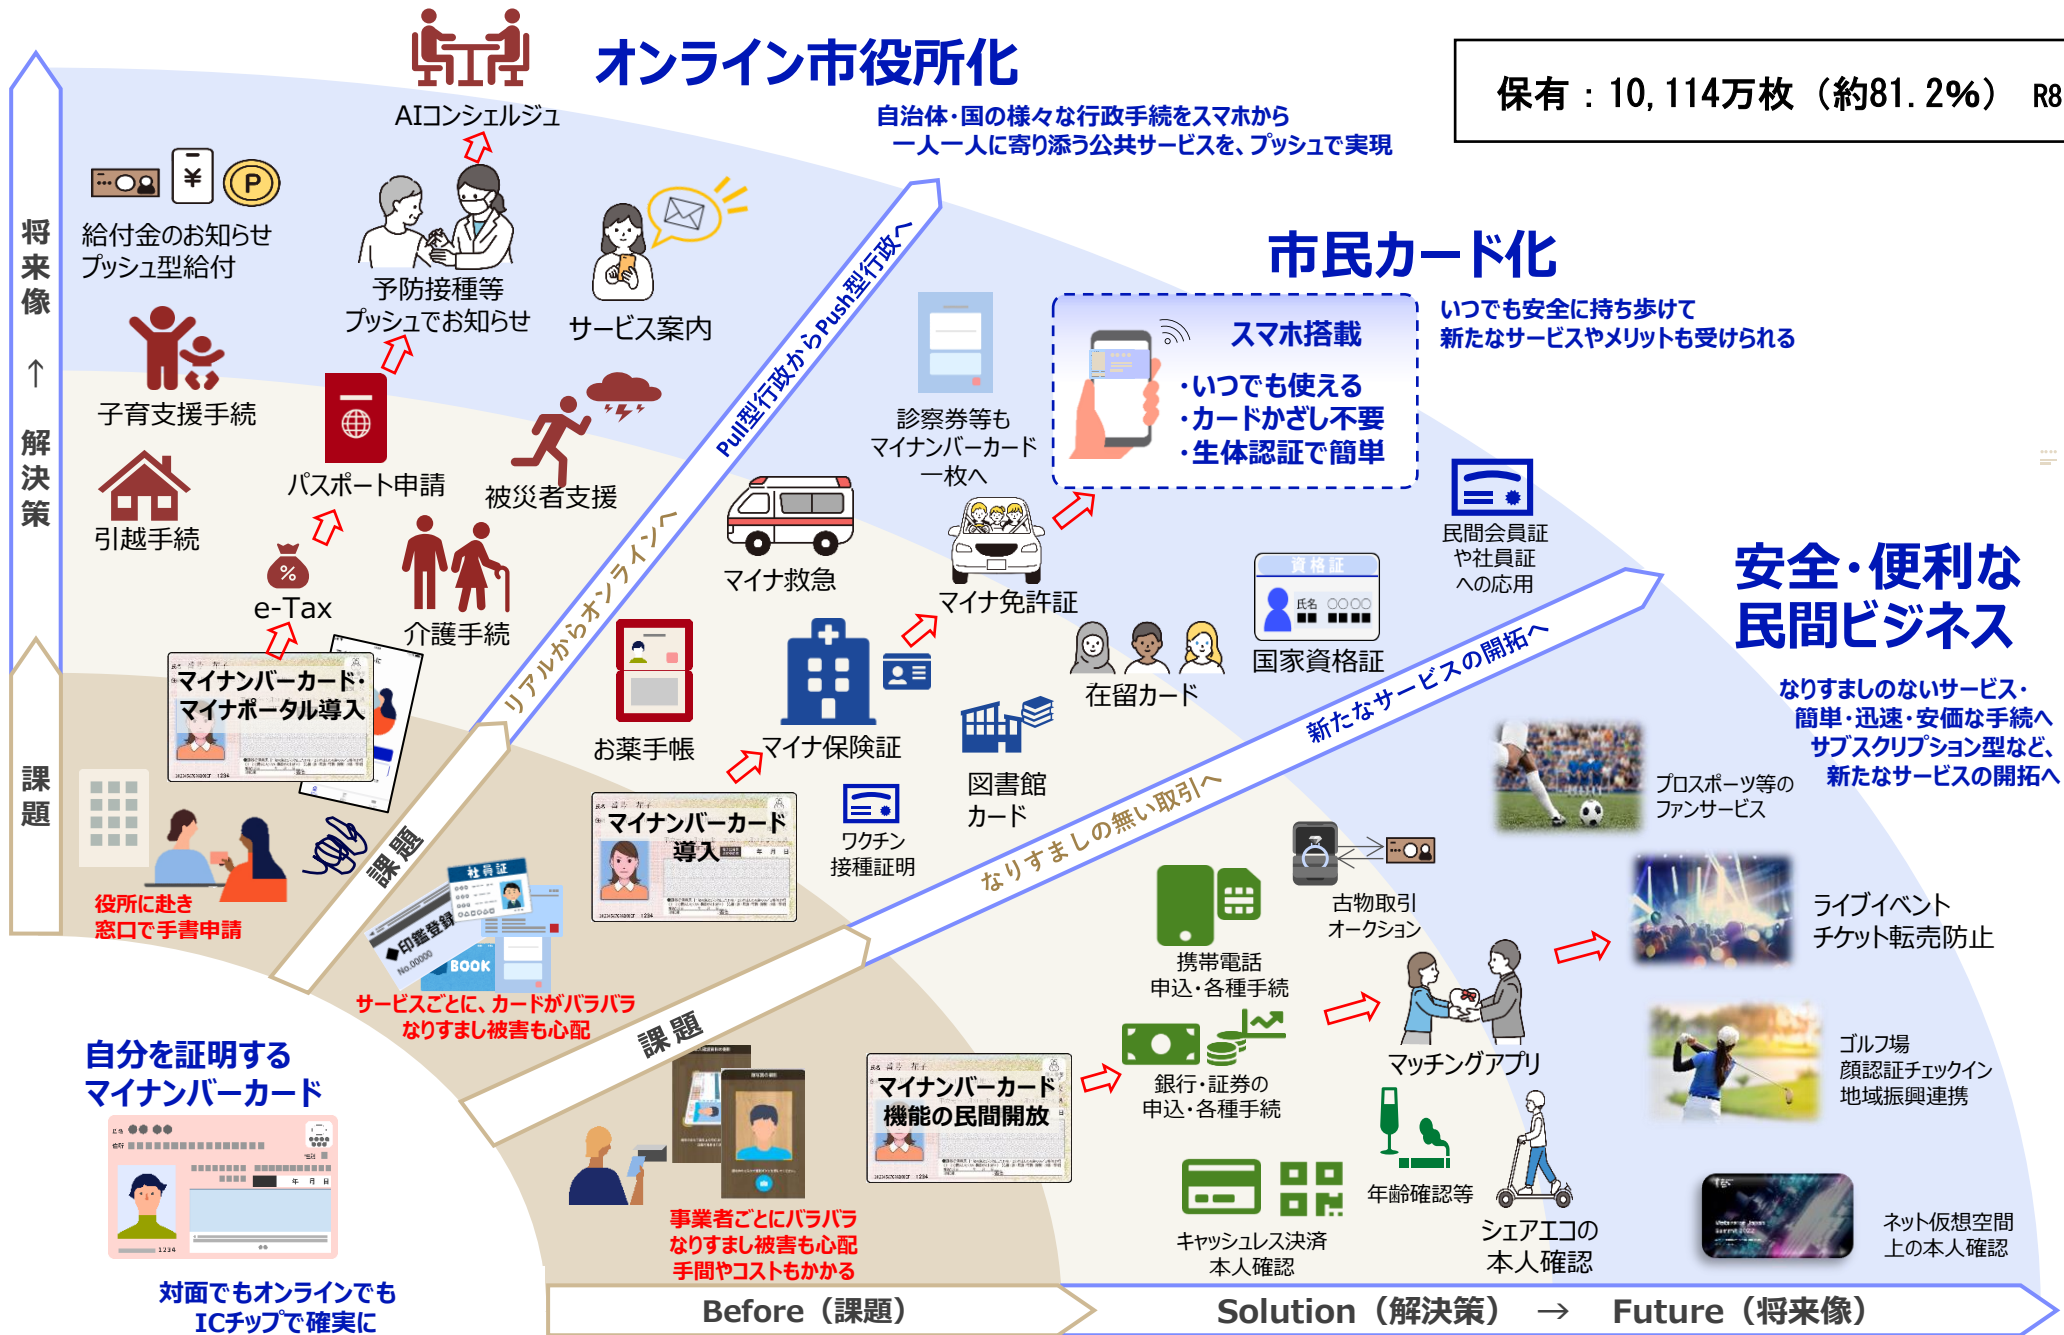 オンライン市役所化
自治体・国の様々な行政手続をスマホから
一人一人に寄り添う公共サービスを、プッシュで実現
保有：10,114万枚（約81.2%） R8
AIコンシェルジュ
給付金のお知らせ
プッシュ型給付
予防接種等
プッシュでお知らせ
サービス案内
将来像 ↑ 解決策
課題
子育支援手続
パスポート申請
被災者支援
引越手続
e-Tax
介護手続
マイナンバーカード・
マイナポータル導入
役所に赴き
窓口で手書申請
課題
リアルからオンラインへ
Pull型行政からPush型行政へ
市民カード化
いつでも安全に持ち歩けて
新たなサービスやメリットも受けられる
スマホ搭載
・いつでも使える
・カードかざし不要
・生体認証で簡単
診察券等も
マイナンバーカード
一枚へ
マイナ救急
マイナ免許証
民間会員証
や社員証
への応用
資格証
氏名 ○○○○
国家資格証
在留カード
お薬手帳
マイナ保険証
図書館
カード
マイナンバーカード
導入
ワクチン
接種証明
社員証
◆印鑑登録
No.00000
BOOK
サービスごとに、カードがバラバラ
なりすまし被害も心配
課題
なりすましの無い取引へ
新たなサービスの開拓へ
安全・便利な
民間ビジネス
なりすましのないサービス・
簡単・迅速・安価な手続へ
サブスクリプション型など、
新たなサービスの開拓へ
プロスポーツ等の
ファンサービス
古物取引
オークション
ライブイベント
チケット転売防止
携帯電話
申込・各種手続
マッチングアプリ
ゴルフ場
顔認証チェックイン
地域振興連携
マイナンバーカード
機能の民間開放
銀行・証券の
申込・各種手続
年齢確認等
キャッシュレス決済
本人確認
シェアエコの
本人確認
ネット仮想空間
上の本人確認
事業者ごとにバラバラ
なりすまし被害も心配
手間やコストもかかる
自分を証明する
マイナンバーカード
年 月 日
1234
対面でもオンラインでも
ICチップで確実に
Before（課題）
Solution（解決策） → Future（将来像）